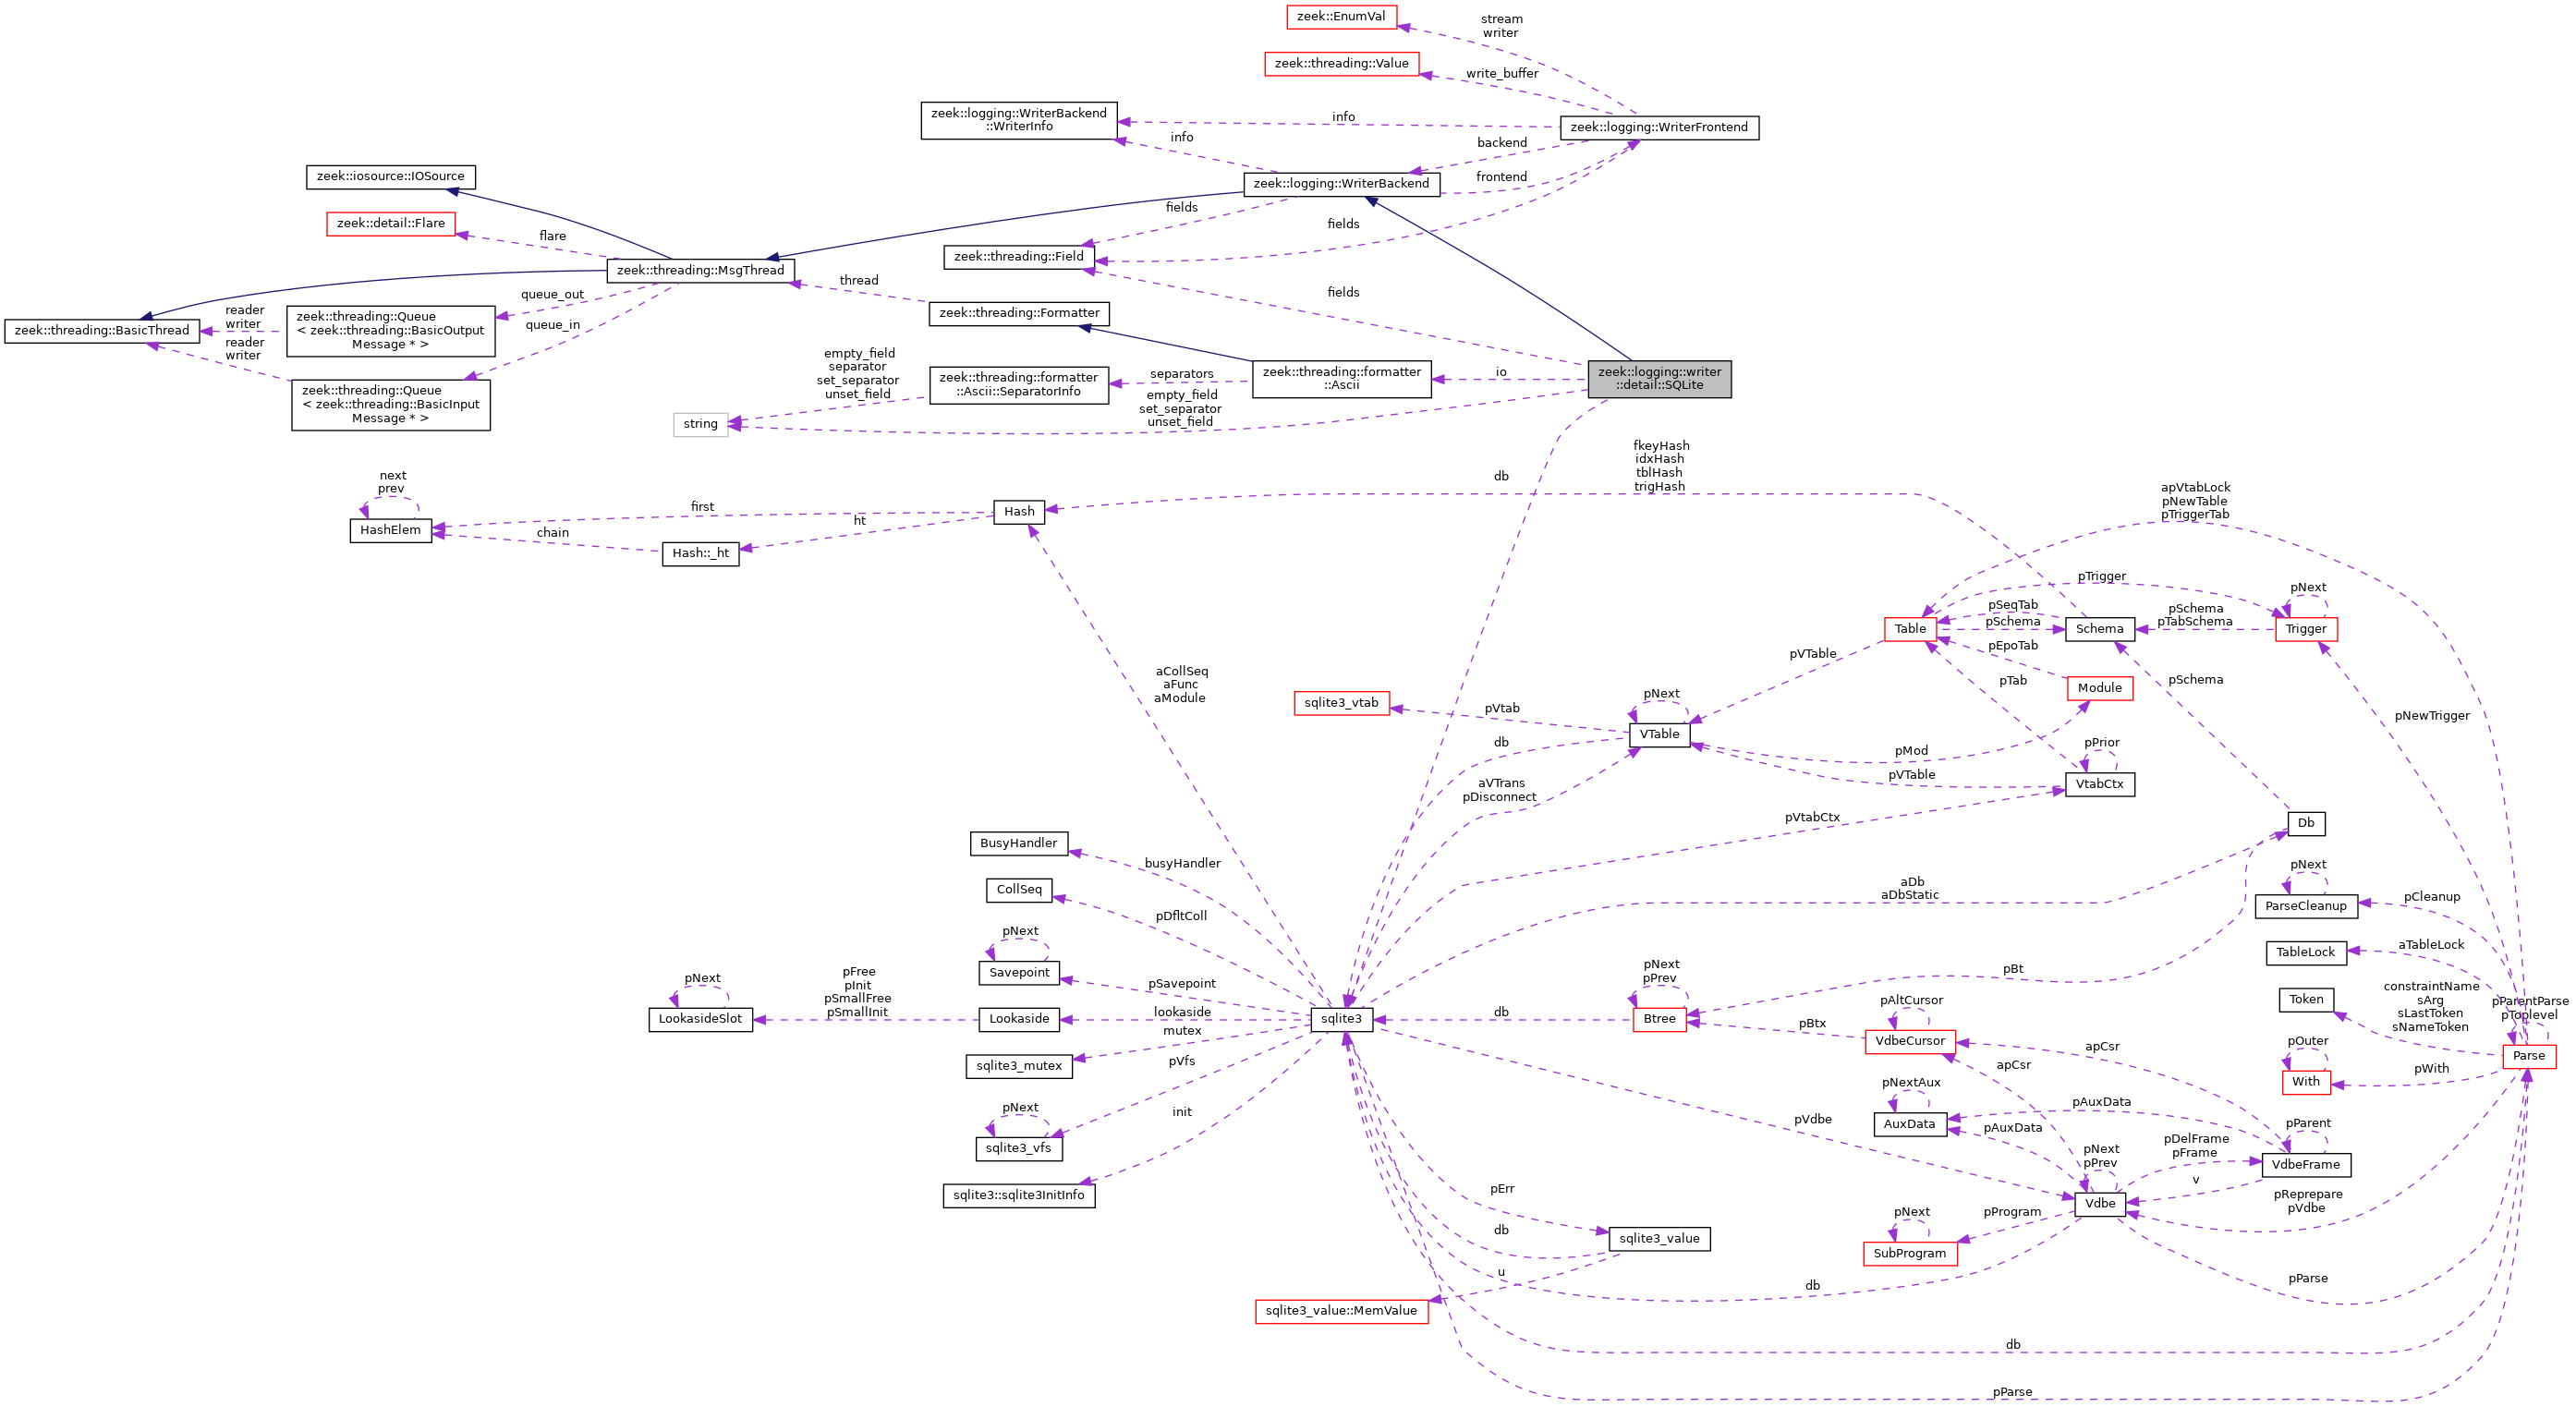 zeek::EnumVal
stream
writer
zeek::threading::Value
write_buffer
zeek::logging::WriterBackend
::WriterInfo
info
zeek::logging::WriterFrontend
info
backend
zeek::iosource::IOSource
zeek::logging::WriterBackend
frontend
zeek::detail::Flare
flare
fields
fields
zeek::threading::Field
zeek::threading::MsgThread
thread
fields
queue_out
zeek::threading::Formatter
reader
writer
zeek::threading::Queue
< zeek::threading::BasicOutput
Message * >
queue_in
zeek::threading::BasicThread
reader
writer
empty_field
separator
set_separator
unset_field
zeek::threading::formatter
::Ascii::SeparatorInfo
separators
zeek::threading::formatter
::Ascii
io
zeek::logging::writer
::detail::SQLite
zeek::threading::Queue
< zeek::threading::BasicInput
Message * >
empty_field
set_separator
unset_field
string
fkeyHash
idxHash
tblHash
trigHash
db
next
prev
HashElem
first
Hash
ht
chain
Hash::_ht
apVtabLock
pNewTable
pTriggerTab
pTrigger
pNext
Table
pSeqTab
pSchema
Schema
pSchema
pTabSchema
Trigger
pEpoTab
pVTable
aCollSeq
aFunc
aModule
pTab
Module
pSchema
sqlite3_vtab
pVtab
pNext
VTable
pNewTrigger
db
pMod
pPrior
pVTable
VtabCtx
aVTrans
pDisconnect
pVtabCtx
Db
BusyHandler
busyHandler
CollSeq
pDfltColl
aDb
aDbStatic
pNext
ParseCleanup
pCleanup
pNext
Savepoint
pSavepoint
TableLock
aTableLock
pBt
pNext
LookasideSlot
pFree
pInit
pSmallFree
pSmallInit
Lookaside
lookaside
sqlite3
db
pNext
pPrev
Btree
pAltCursor
VdbeCursor
pBtx
Token
constraintName
sArg
sLastToken
sNameToken
pParentParse
pToplevel
Parse
mutex
sqlite3_mutex
pVfs
apCsr
apCsr
pOuter
With
pWith
pNext
sqlite3_vfs
init
pNextAux
AuxData
pAuxData
pAuxData
pVdbe
pParent
VdbeFrame
pDelFrame
pFrame
pNext
pPrev
Vdbe
v
sqlite3::sqlite3InitInfo
pErr
pReprepare
pVdbe
pNext
SubProgram
pProgram
db
sqlite3_value
u
db
pParse
sqlite3_value::MemValue
db
pParse